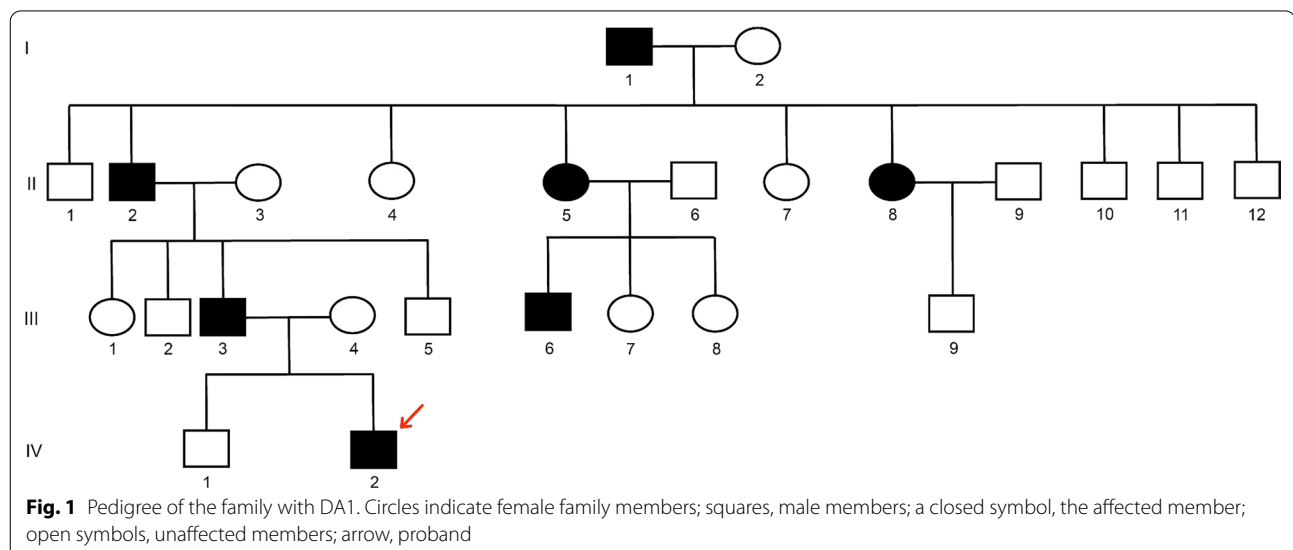 I
1 2
II
1 2 3 4 5 6 7 8 9 10 11 12
III
1 2 3 4 5 6 7 8 9
IV
1 2
Fig. 1 Pedigree of the family with DA1. Circles indicate female family members; squares, male members; a closed symbol, the affected member;
open symbols, unaffected members; arrow, proband